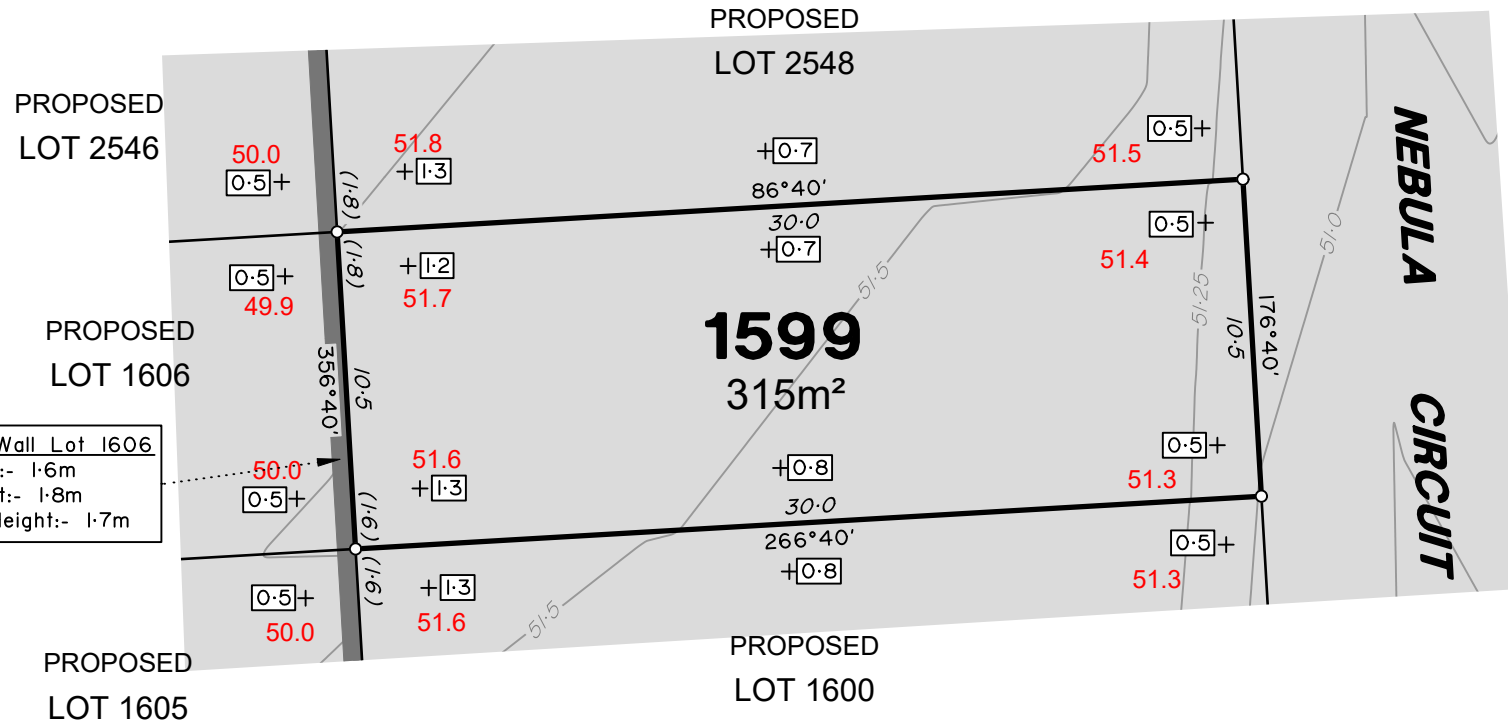 PROPOSED
LOT 2548
PROPOSED
LOT 2546
50.0
0·5
51.8
1·3
(1·8)
0·7
86°40'
30·0
0·7
51.5
0·5
NEBULA
CIRCUIT
(1·8)
0·5
49.9
1·2
51.7
0·5
51.4
51·5
51·25
51·0
PROPOSED
LOT 1606
356°40'
10·5
1599
315m²
10·5
176°40'
Wall Lot 1606
:- 1·6m
t:- 1·8m
Height:- 1·7m
50.0
0·5
51.6
1·3
(1·6)
0·8
30·0
266°40'
0·8
0·5
51.3
(1·6)
0·5
50.0
1·3
51.6
51·5
0·5
51.3
PROPOSED
LOT 1605
PROPOSED
LOT 1600